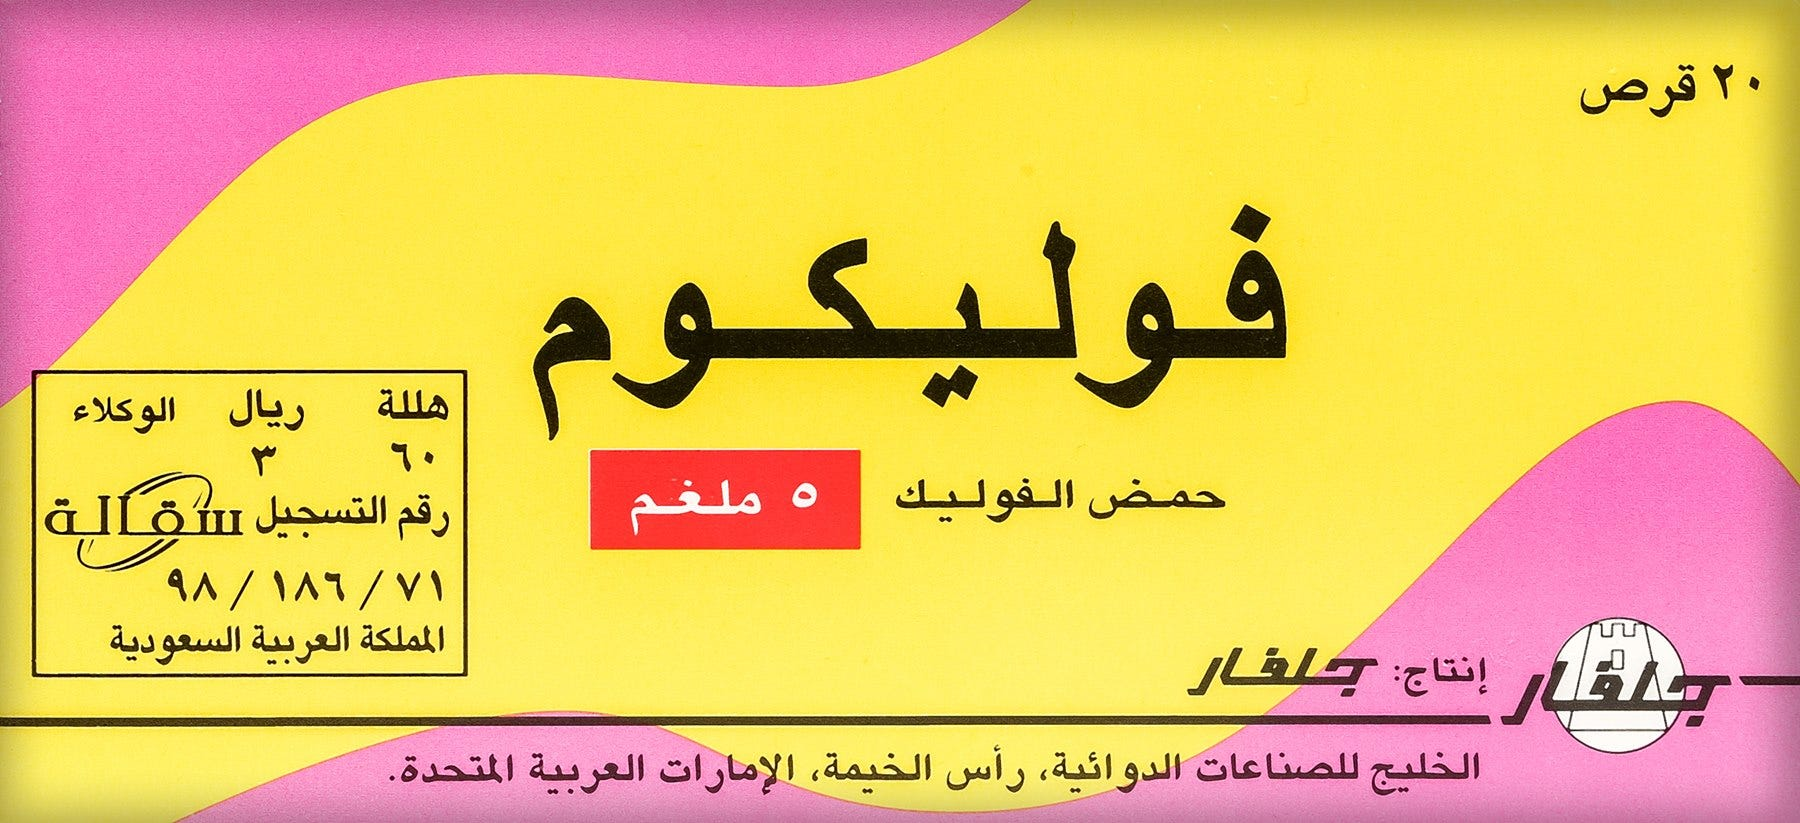 ٢٠ قرص
فوليكوم
حمض الفوليك ٥ ملغم
هللة ريال الوكلاء
٦٠ ٣
رقم التسجيل سقالة
٧١ / ١٨٦ / ٩٨
المملكة العربية السعودية
إنتاج: جلفار
جلفار
الخليج للصناعات الدوائية، رأس الخيمة، الإمارات العربية المتحدة.